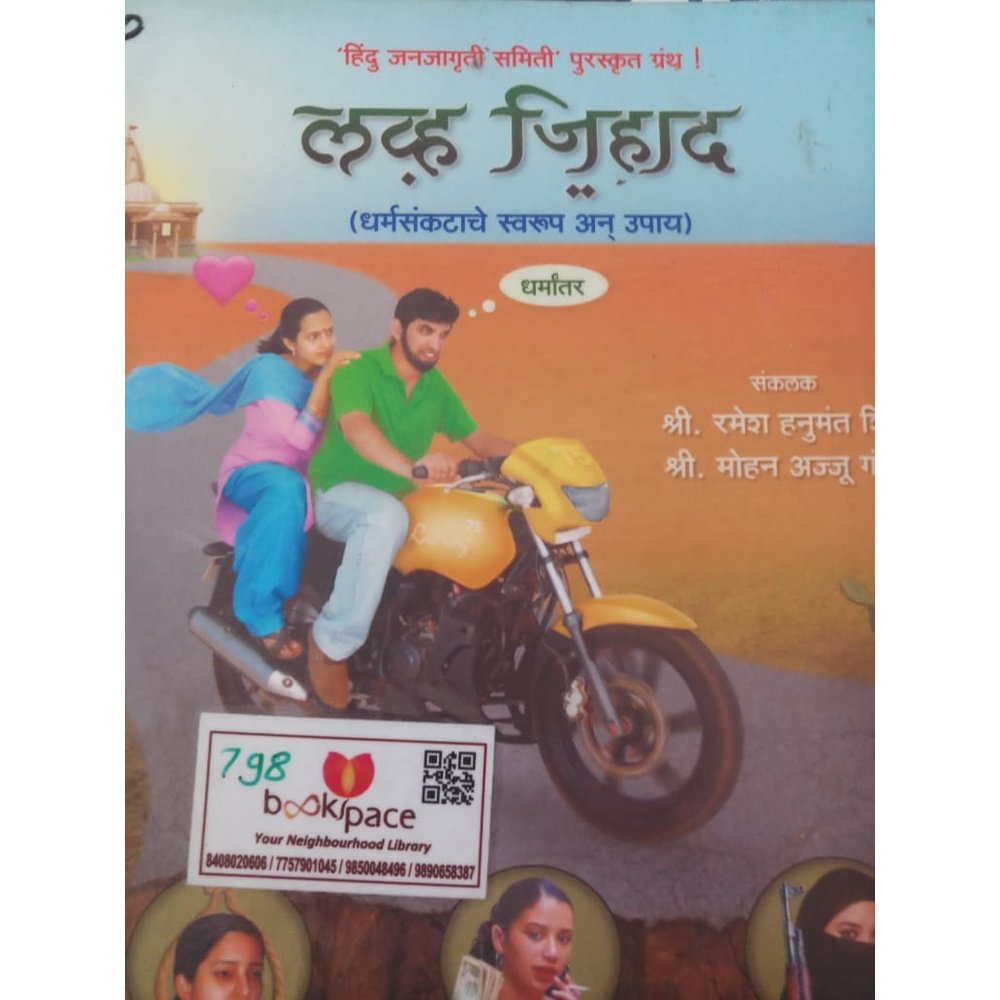 'हिंदु जनजागृती समिती' पुरस्कृत ग्रंथ !
लव्ह जिहाद
(धर्मसंकटाचे स्वरूप अन् उपाय)
धर्मांतर
संकलक
श्री. रमेश हनुमंत
श्री. मोहन अज्जू
798
bookspace
Your Neighbourhood Library
8408020606 / 7757901045 / 9850048496 / 9890658387